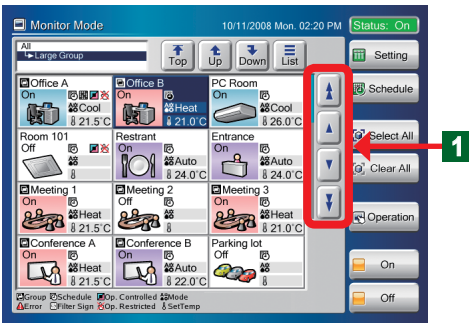 Monitor Mode 10/11/2008 Mon. 02:20 PM Status: On
All
Large Group
Top Up Down List
Setting
Schedule
Select All
Clear All
Operation
On
Off
1
Office A
On
Cool
21.5°C
Office B
On
Heat
21.0°C
PC Room
On
Cool
26.0°C
Room 101
Off
Restrant
On
Auto
24.0°C
Entrance
On
Auto
24.0°C
Meeting 1
On
Heat
21.5°C
Meeting 2
Off
Meeting 3
On
Heat
21.0°C
Conference A
On
Heat
21.5°C
Conference B
On
Auto
22.0°C
Parking lot
Off
Group Schedule Op. Controlled Mode
Error Filter Sign Op. Restricted SetTemp